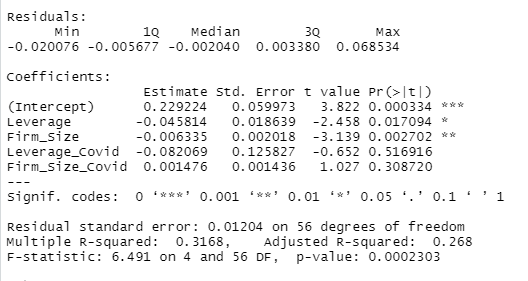 Residuals:
      Min        1Q    Median        3Q       Max
-0.020076 -0.005677 -0.002040  0.003380  0.068534

Coefficients:
                 Estimate Std. Error t value Pr(>|t|)
(Intercept)      0.229224   0.059973   3.822 0.000334 ***
Leverage        -0.045814   0.018639  -2.458 0.017094 *
Firm_Size       -0.006335   0.002018  -3.139 0.002702 **
Leverage_Covid  -0.082069   0.125827  -0.652 0.516916
Firm_Size_Covid  0.001476   0.001436   1.027 0.308720
---
Signif. codes:  0 ‘***’ 0.001 ‘**’ 0.01 ‘*’ 0.05 ‘.’ 0.1 ‘ ’ 1

Residual standard error: 0.01204 on 56 degrees of freedom
Multiple R-squared:  0.3168,    Adjusted R-squared:  0.268
F-statistic: 6.491 on 4 and 56 DF,  p-value: 0.0002303